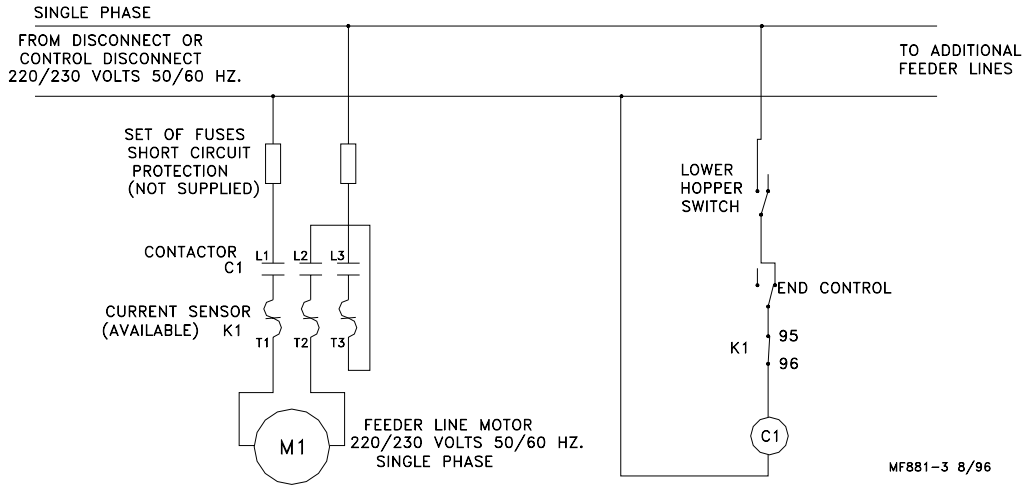 SINGLE PHASE
FROM DISCONNECT OR
CONTROL DISCONNECT
220/230 VOLTS 50/60 HZ.
TO ADDITIONAL
FEEDER LINES
SET OF FUSES
SHORT CIRCUIT
PROTECTION
(NOT SUPPLIED)
LOWER
HOPPER
SWITCH
CONTACTOR
C1
L1
L2
L3
END CONTROL
CURRENT SENSOR
(AVAILABLE) K1
T1
T2
T3
K1
95
96
FEEDER LINE MOTOR
220/230 VOLTS 50/60 HZ.
SINGLE PHASE
M1
C1
MF881-3 8/96